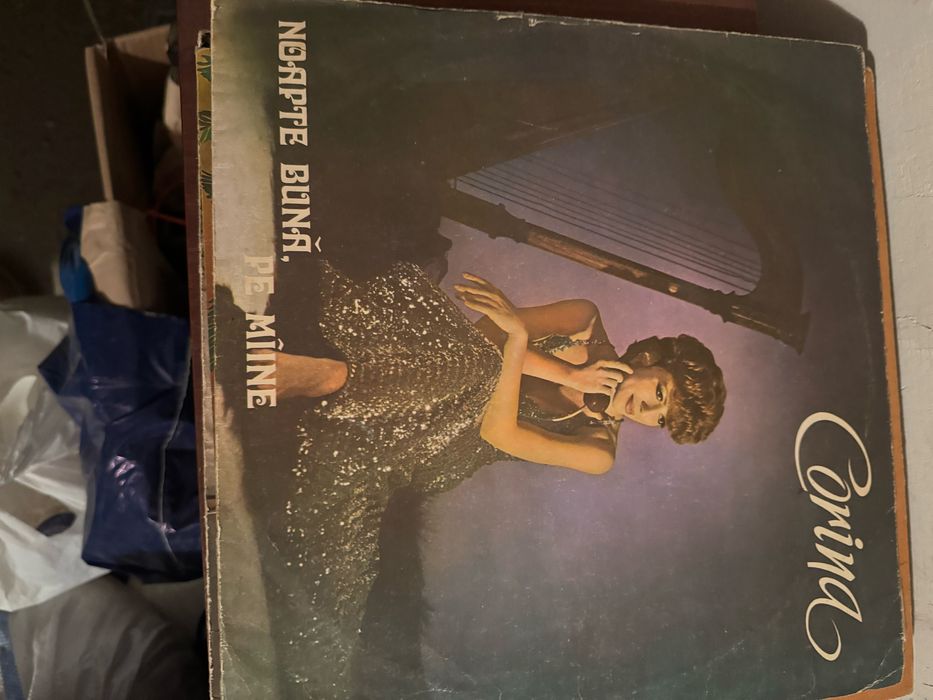 Corina
NOAPTE BUNĂ,
PE MÎINE